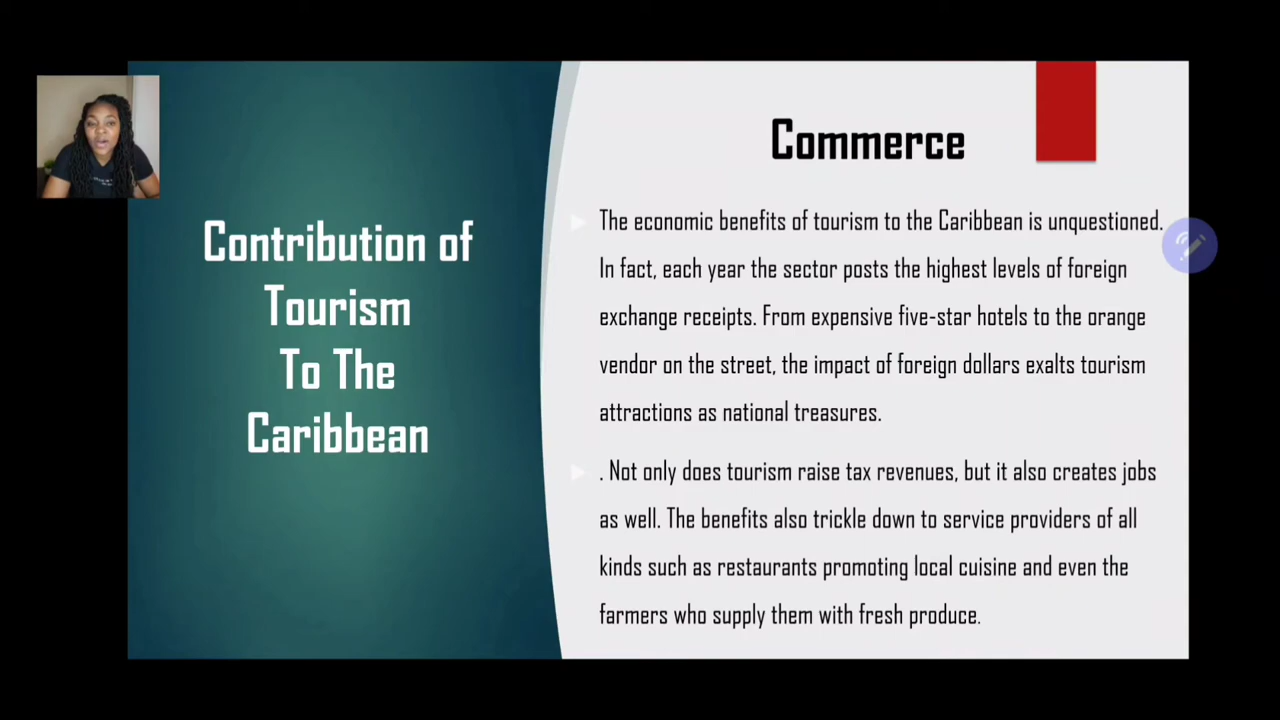 Contribution of
Tourism
To The
Caribbean
Commerce
The economic benefits of tourism to the Caribbean is unquestioned.
In fact, each year the sector posts the highest levels of foreign
exchange receipts. From expensive five-star hotels to the orange
vendor on the street, the impact of foreign dollars exalts tourism
attractions as national treasures.
. Not only does tourism raise tax revenues, but it also creates jobs
as well. The benefits also trickle down to service providers of all
kinds such as restaurants promoting local cuisine and even the
farmers who supply them with fresh produce.